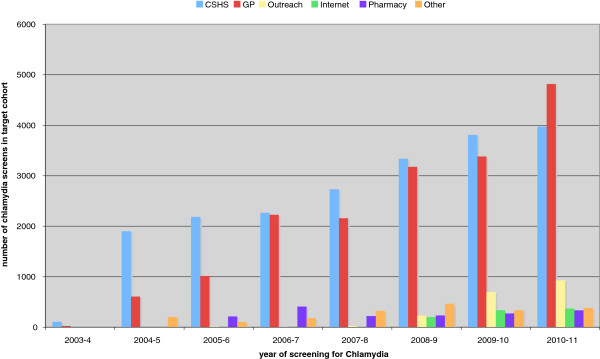 CSHS GP Outreach Internet Pharmacy Other
number of chlamydia screens in target cohort
6000
5000
4000
3000
2000
1000
0
2003-4 2004-5 2005-6 2006-7 2007-8 2008-9 2009-10 2010-11
year of screening for Chlamydia